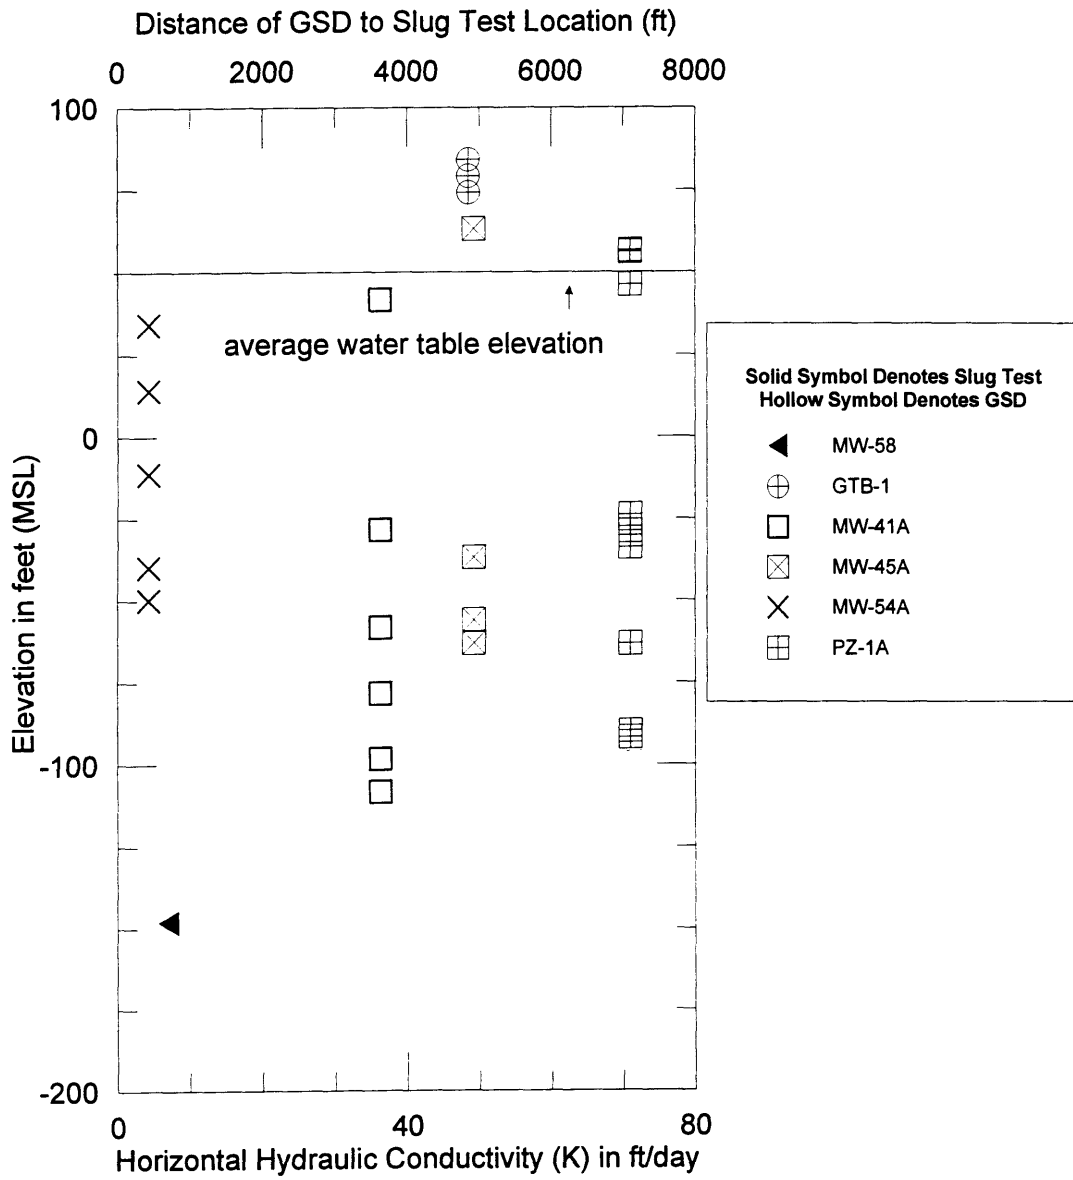 Distance of GSD to Slug Test Location (ft)
0 2000 4000 6000 8000
100
average water table elevation
0
-100
-200
Elevation in feet (MSL)
0 40 80
Horizontal Hydraulic Conductivity (K) in ft/day
Solid Symbol Denotes Slug Test
Hollow Symbol Denotes GSD
MW-58
GTB-1
MW-41A
MW-45A
MW-54A
PZ-1A